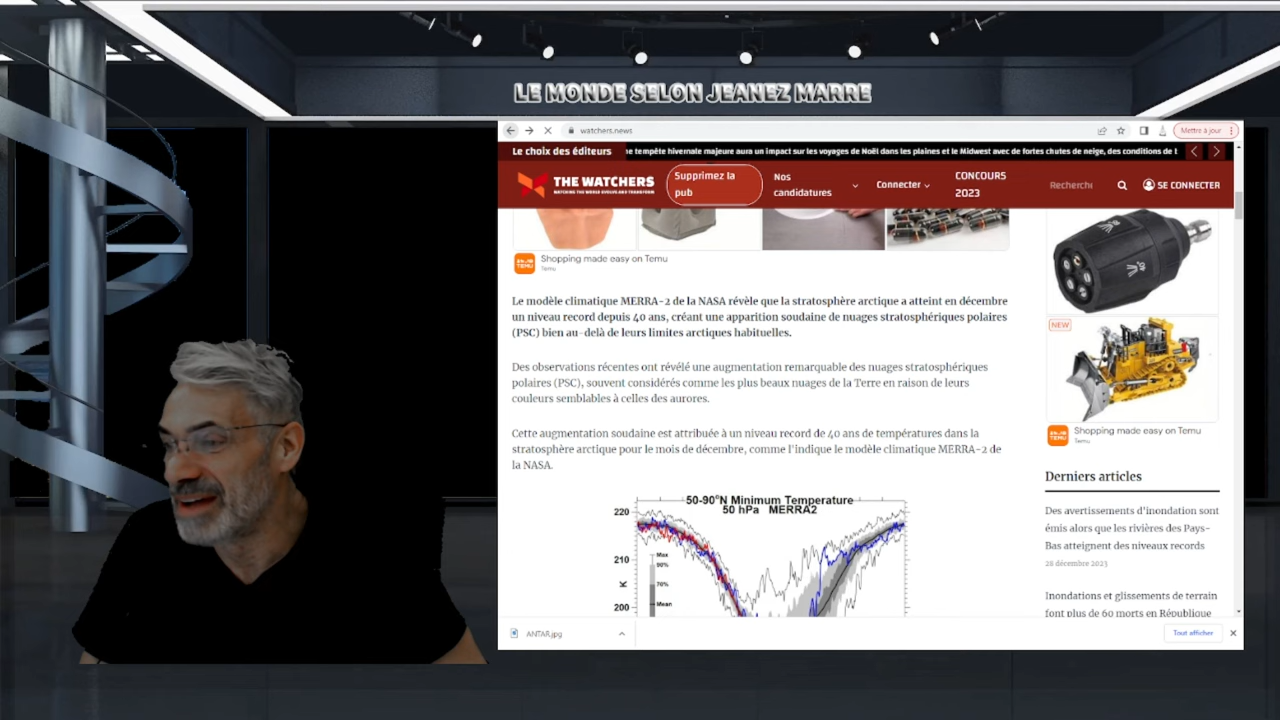 LE MONDE SELON JEANEZ MARRE
watchers.news
Mettre à jour
Le choix des éditeurs
ne tempête hivernale majeure aura un impact sur les voyages de Noël dans les plaines et le Midwest avec de fortes chutes de neige, des conditions de t
THE WATCHERS
WATCHING THE WORLD EVOLVE AND TRANSFORM
Supprimez la
pub
Nos
candidatures
Connecter
CONCOURS
2023
Recherche
SE CONNECTER
TEMU
Shopping made easy on Temu
Temu
Le modèle climatique MERRA-2 de la NASA révèle que la stratosphère arctique a atteint en décembre
un niveau record depuis 40 ans, créant une apparition soudaine de nuages stratosphériques polaires
(PSC) bien au-delà de leurs limites arctiques habituelles.
Des observations récentes ont révélé une augmentation remarquable des nuages stratosphériques
polaires (PSC), souvent considérés comme les plus beaux nuages de la Terre en raison de leurs
couleurs semblables à celles des aurores.
Cette augmentation soudaine est attribuée à un niveau record de 40 ans de températures dans la
stratosphère arctique pour le mois de décembre, comme l'indique le modèle climatique MERRA-2 de
la NASA.
50-90°N Minimum Temperature
50 hPa MERRA2
220
210
200
K
Max
90%
70%
Mean
NEW
TEMU
Shopping made easy on Temu
Temu
Derniers articles
Des avertissements d'inondation sont
émis alors que les rivières des Pays-
Bas atteignent des niveaux records
28 décembre 2023
Inondations et glissements de terrain
font plus de 60 morts en République
ANTAR.jpg
Tout afficher